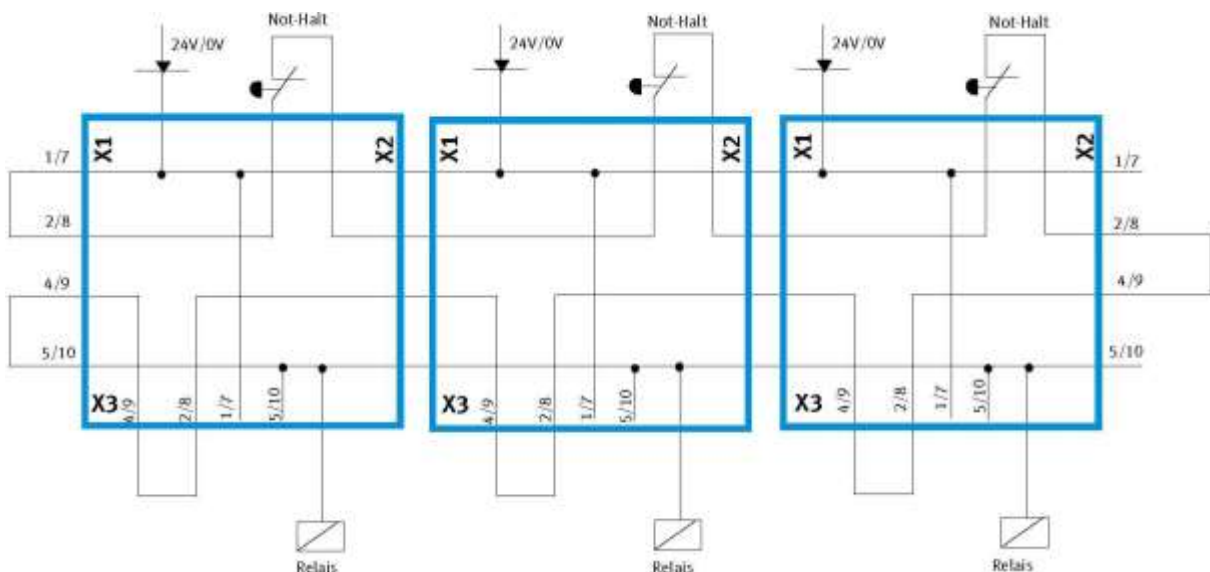 Not-Halt
Not-Halt
Not-Halt
24V/0V
24V/0V
24V/0V
X1
X2
X1
X2
X1
X2
1/7
1/7
2/8
2/8
4/9
4/9
5/10
5/10
X3
4/9
2/8
1/7
5/10
X3
4/9
2/8
1/7
5/10
X3
4/9
2/8
1/7
5/10
Relais
Relais
Relais